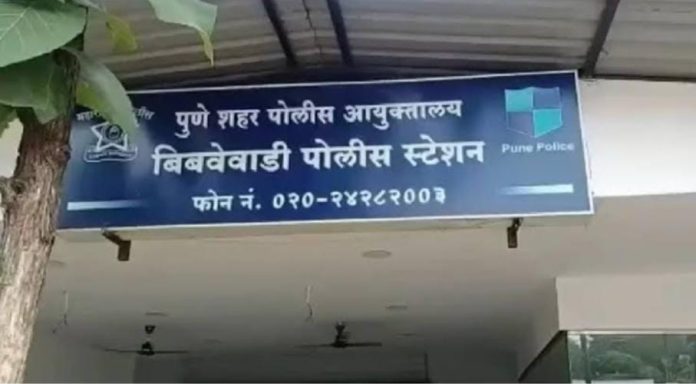 पुणे शहर पोलीस आयुक्तालय
बिबवेवाडी पोलीस स्टेशन
Pune Police
फोन नं. ०२०-२४२८२००३